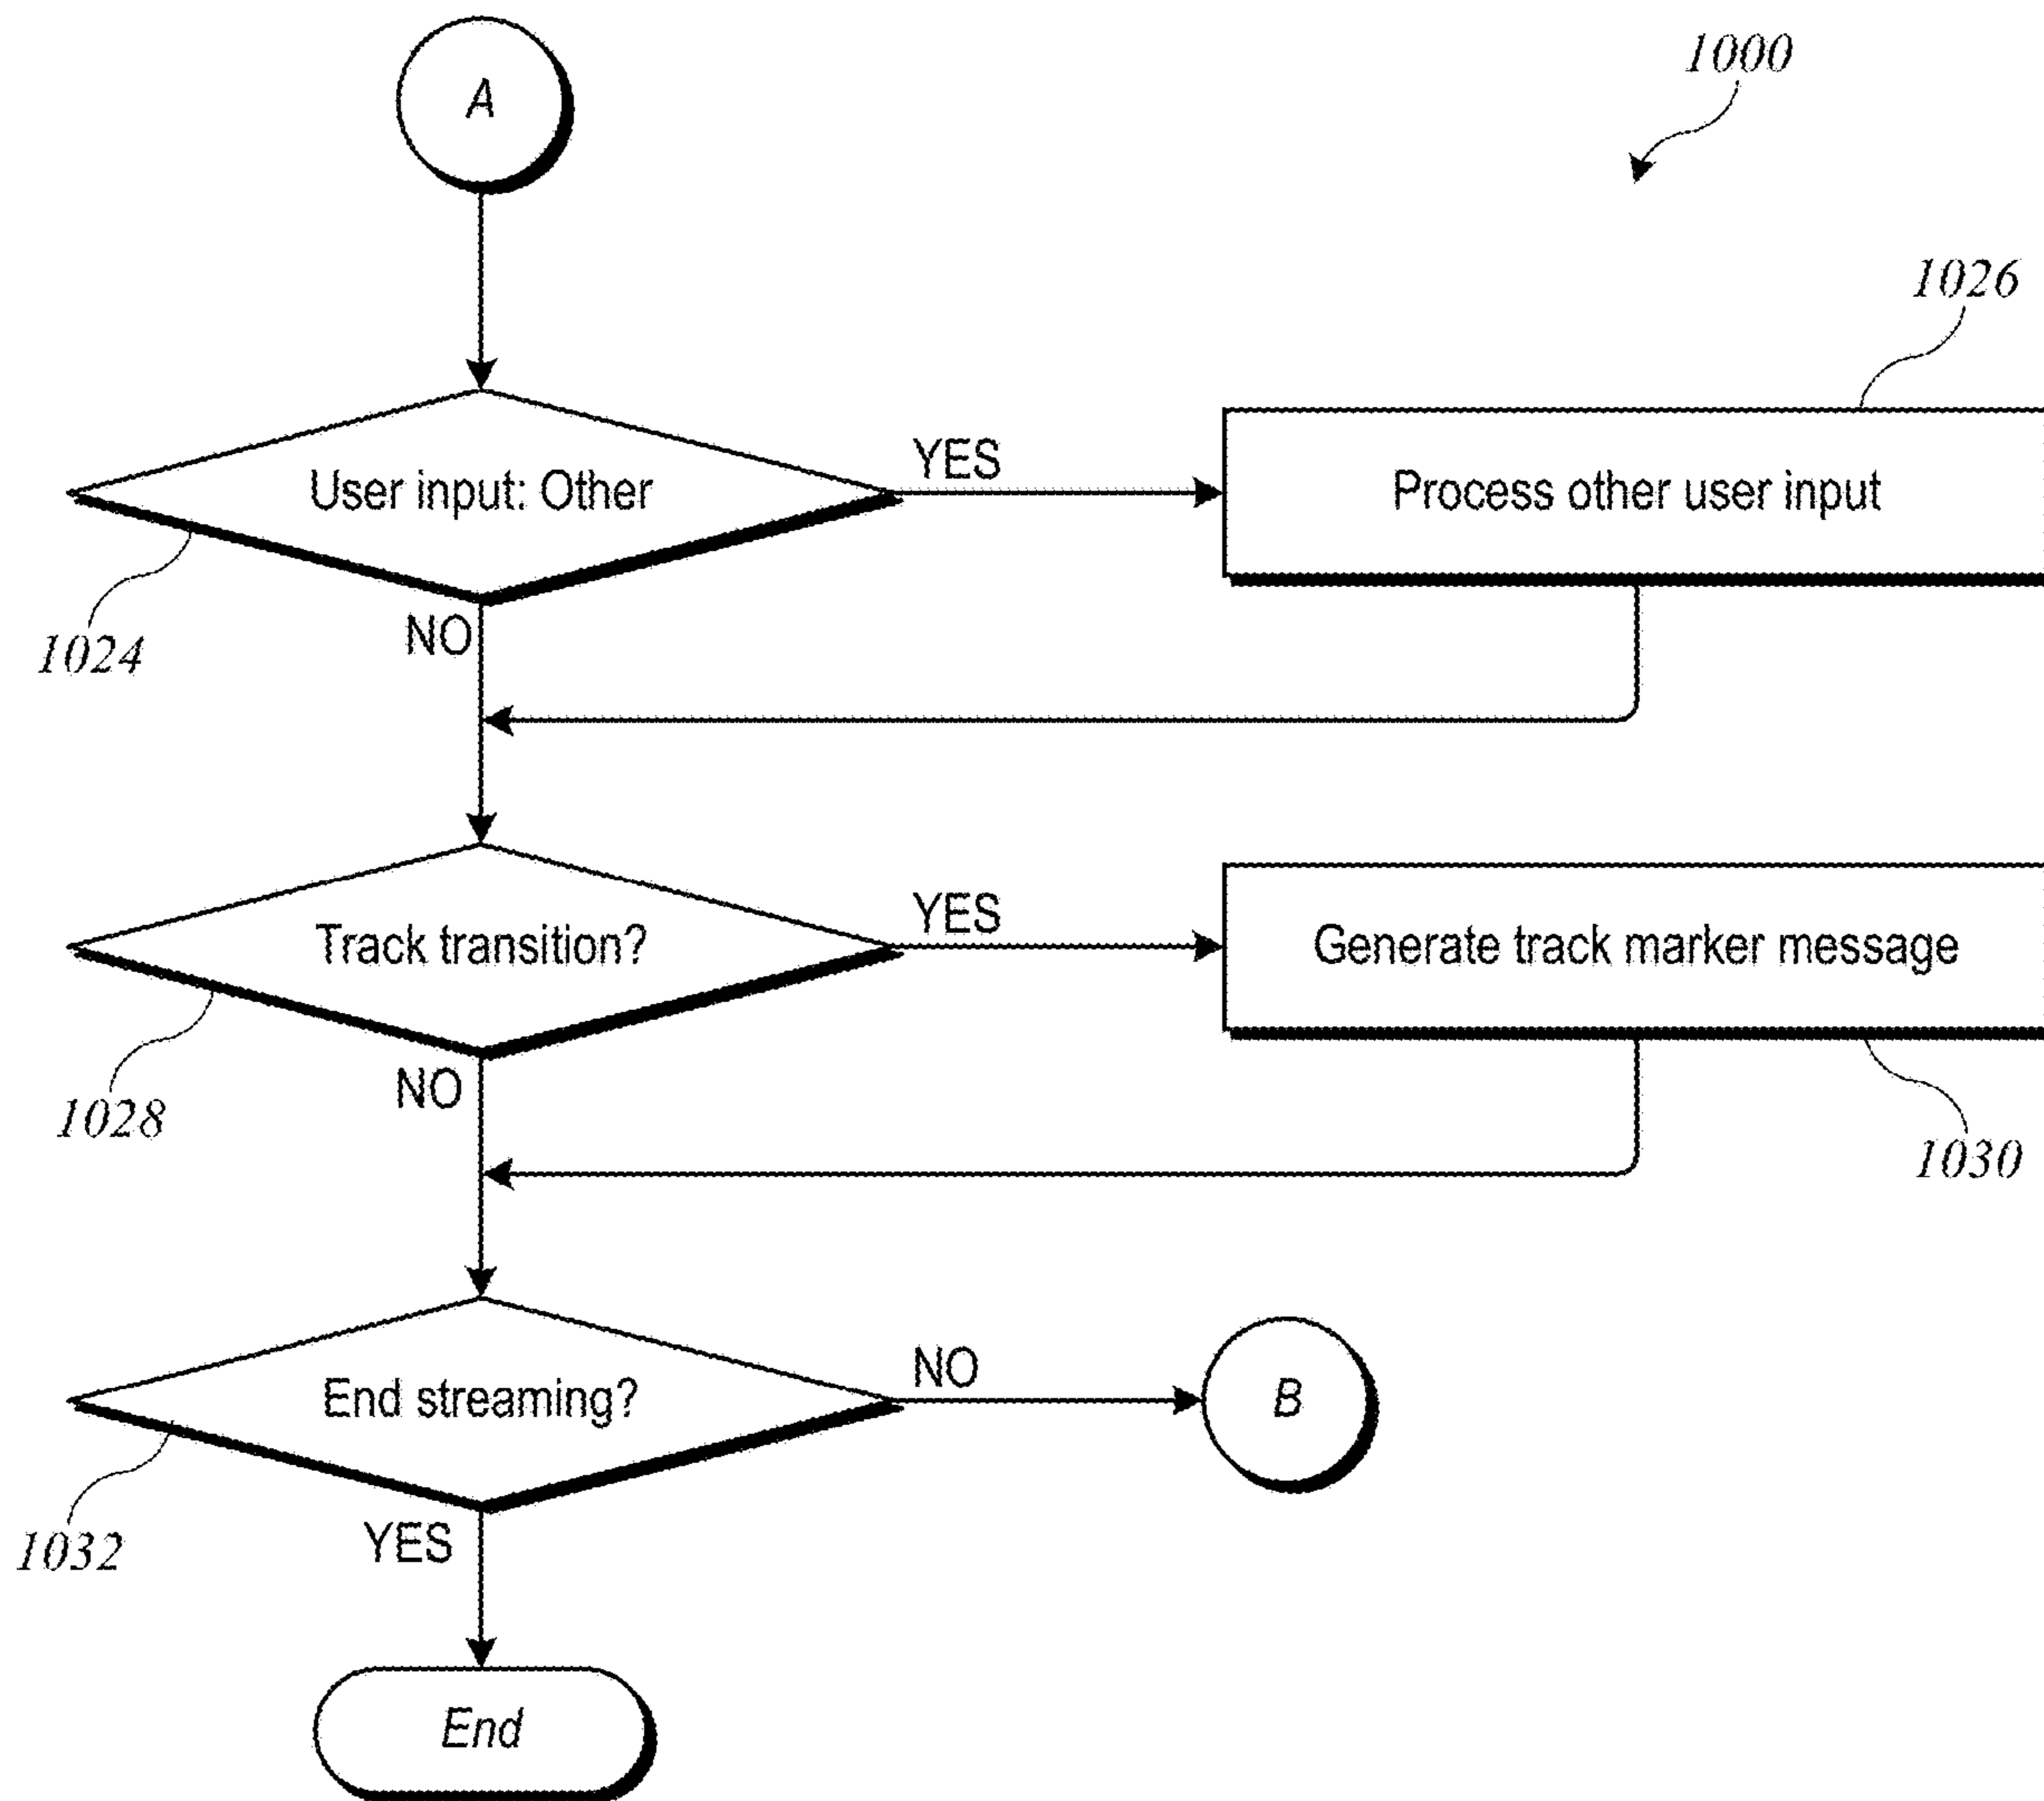 A
1000
1026
User input: Other
YES
Process other user input
1024
NO
Track transition?
YES
Generate track marker message
1028
NO
1030
End streaming?
NO
B
1032
YES
End